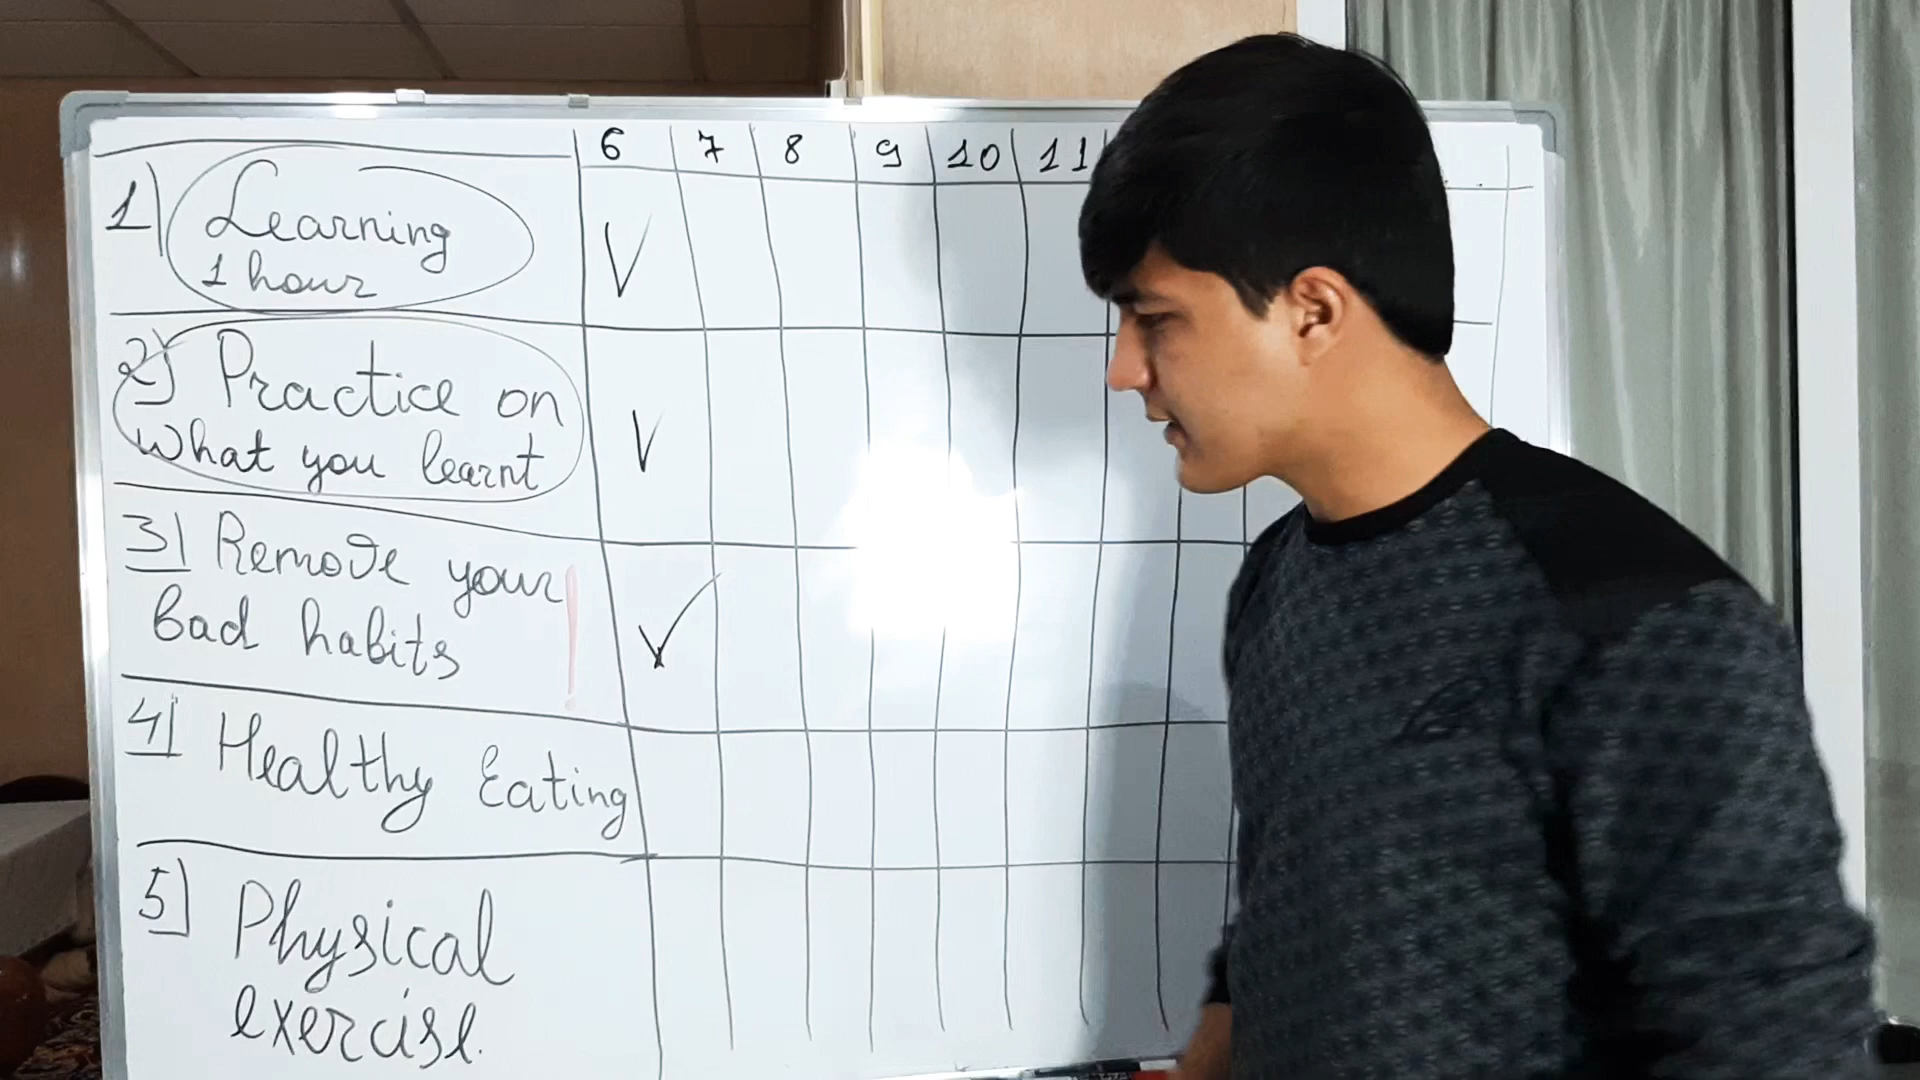 6 7 8 9 10 11
1) Learning
1 hour
V
2) Practice on
what you learnt
V
3) Remove your
bad habits !
4) Healthy Eating
5) Physical
exercise.